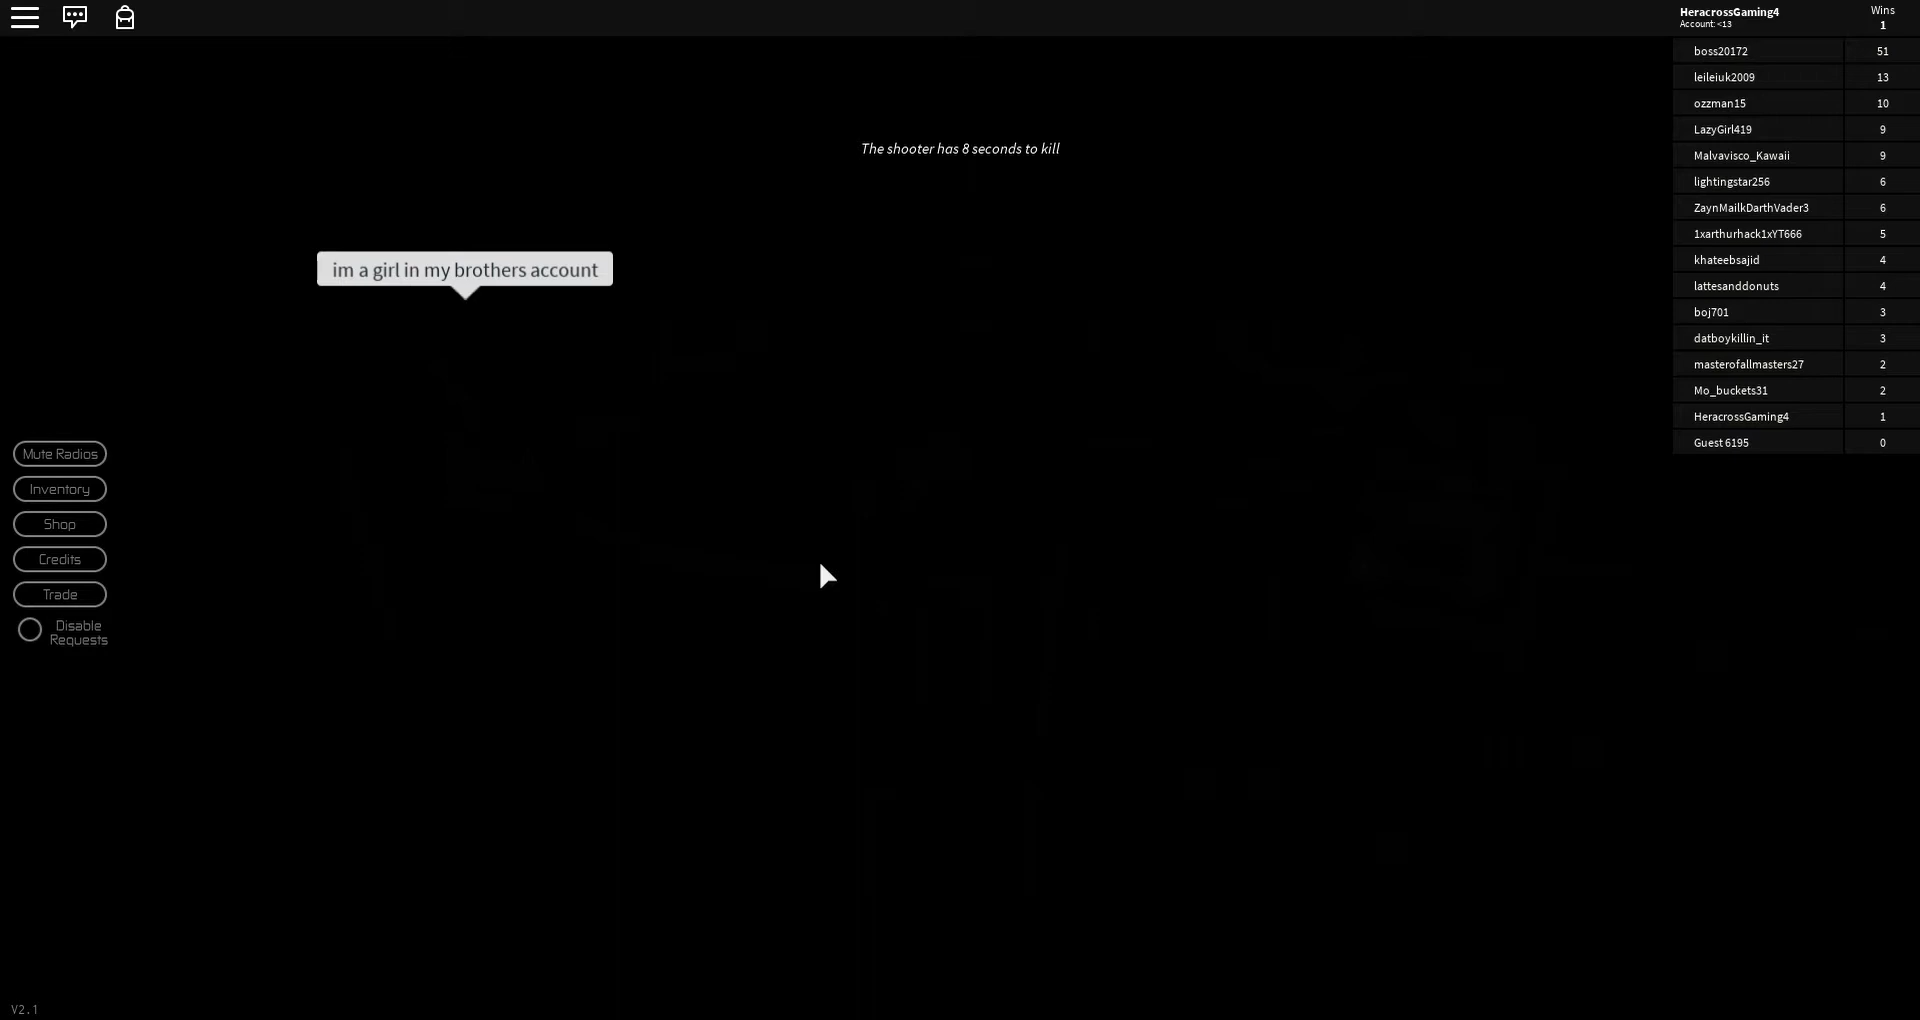 HeracrossGaming4
Account: <13
Wins
1
boss20172 51
leileiuk2009 13
ozzman15 10
LazyGirl419 9
Malvavisco_Kawaii 9
lightingstar256 6
ZaynMailkDarthVader3 6
1xarthurhack1xYT666 5
khateebsajid 4
lattesanddonuts 4
boj701 3
datboykillin_it 3
masterofallmasters27 2
Mo_buckets31 2
HeracrossGaming4 1
Guest 6195 0
The shooter has 8 seconds to kill
im a girl in my brothers account
Mute Radios
Inventory
Shop
Credits
Trade
Disable
Requests
V2.1